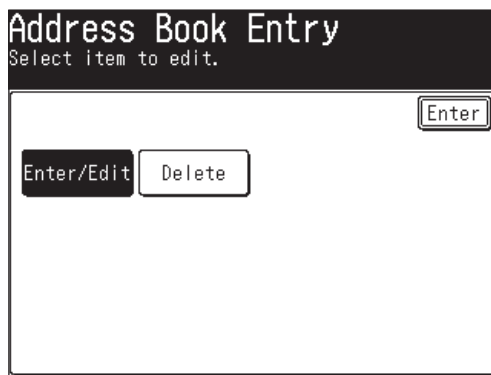 Address Book Entry
Select item to edit.
Enter
Enter/Edit Delete